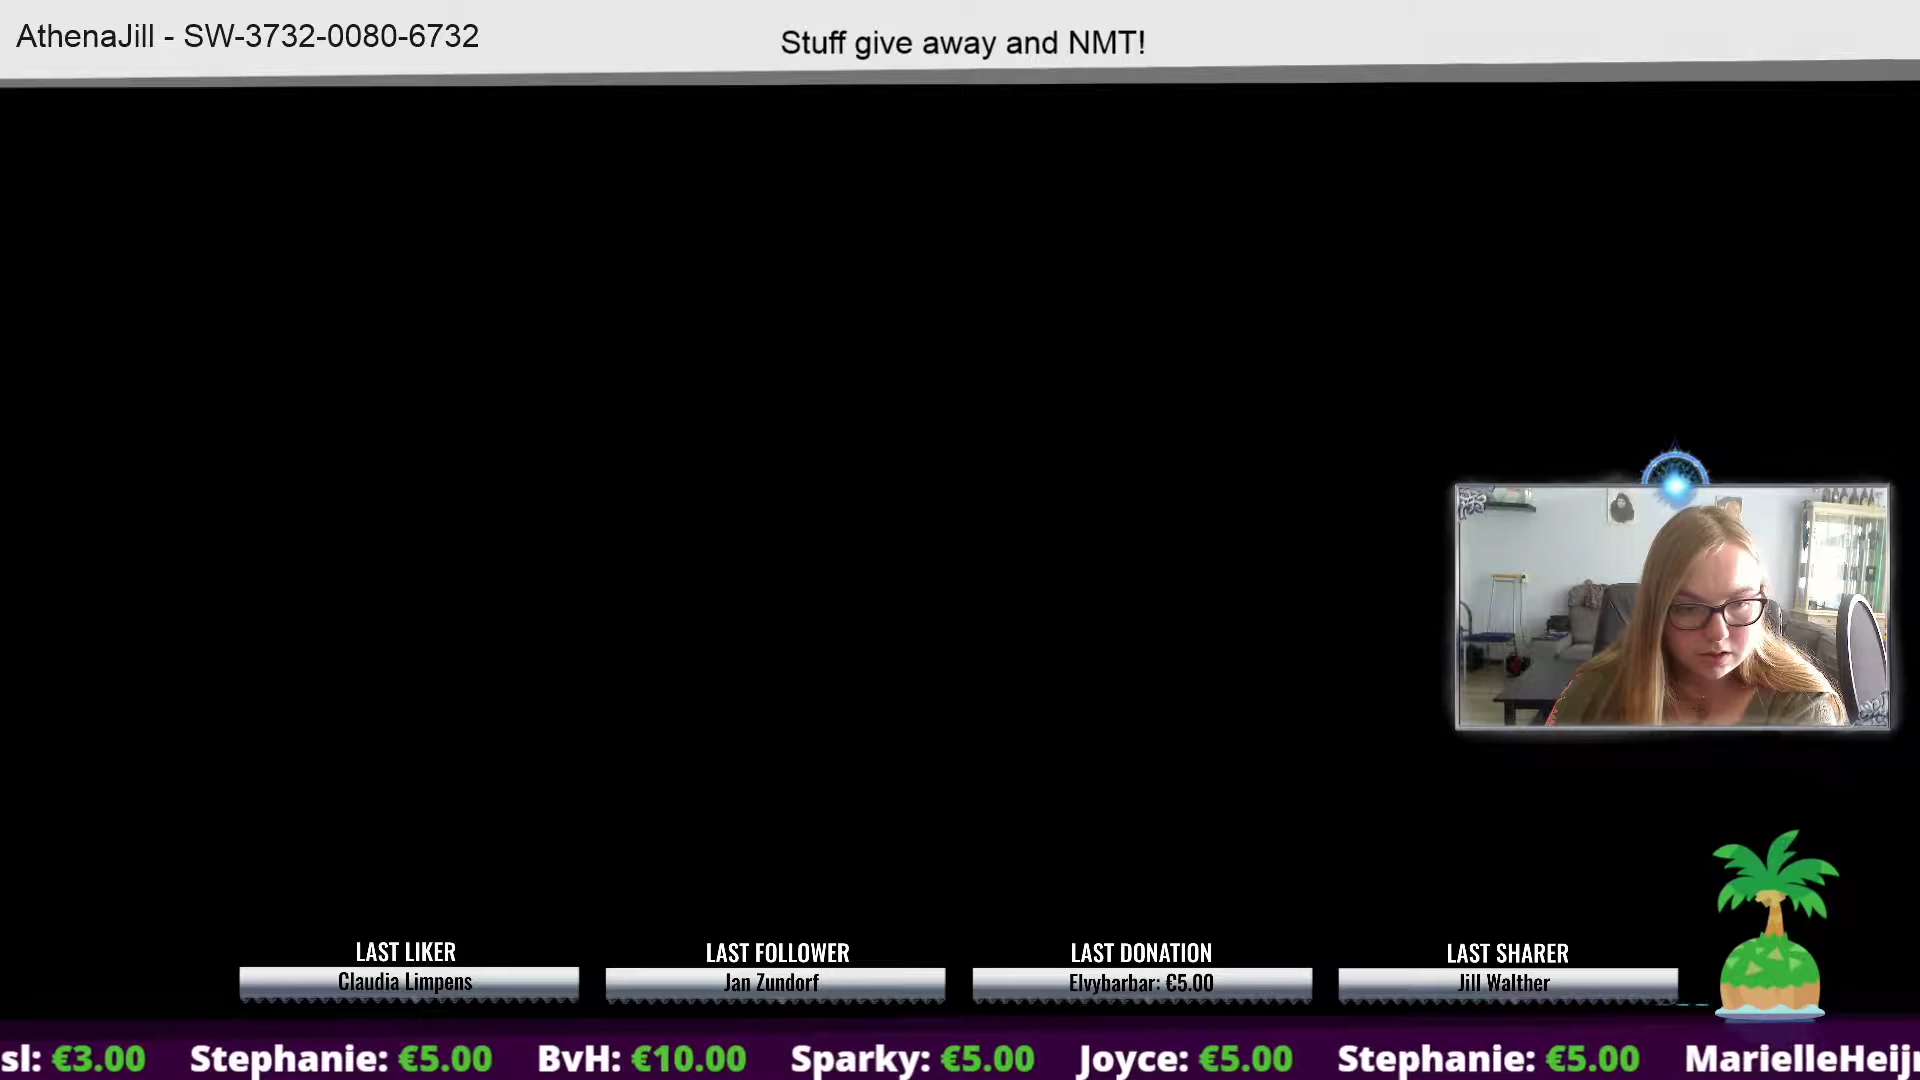 AthenaJill - SW-3732-0080-6732
Stuff give away and NMT!
LAST LIKER
Claudia Limpens
LAST FOLLOWER
Jan Zundorf
LAST DONATION
Elvybarbar: €5.00
LAST SHARER
Jill Walther
sl: €3.00 Stephanie: €5.00 BvH: €10.00 Sparky: €5.00 Joyce: €5.00 Stephanie: €5.00 MarielleHeijn